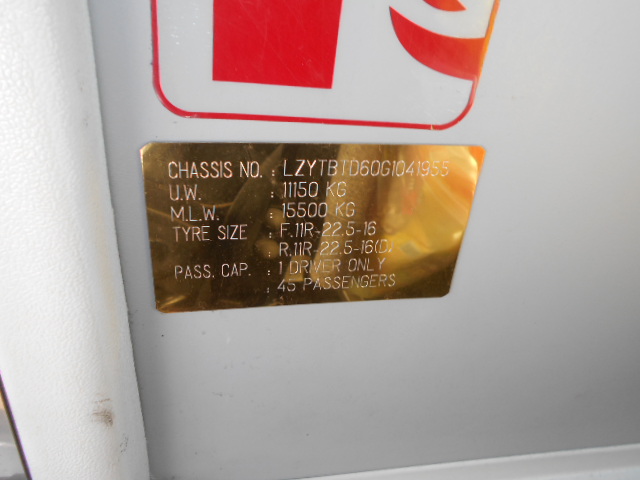 CHASSIS NO. : LZYTBTD60G1041955
U.W. : 11150 KG
M.L.W. : 15500 KG
TYRE SIZE : F.11R-22.5-16
: R.11R-22.5-16(D)
PASS. CAP. : 1 DRIVER ONLY
: 45 PASSENGERS